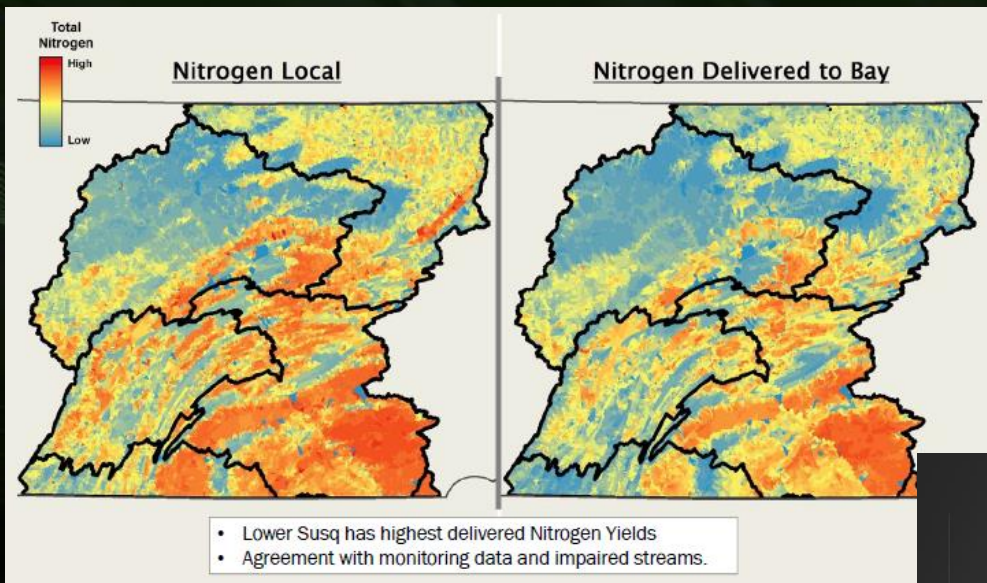 Total
Nitrogen
High
Low
Nitrogen Local
Nitrogen Delivered to Bay
• Lower Susq has highest delivered Nitrogen Yields
• Agreement with monitoring data and impaired streams.